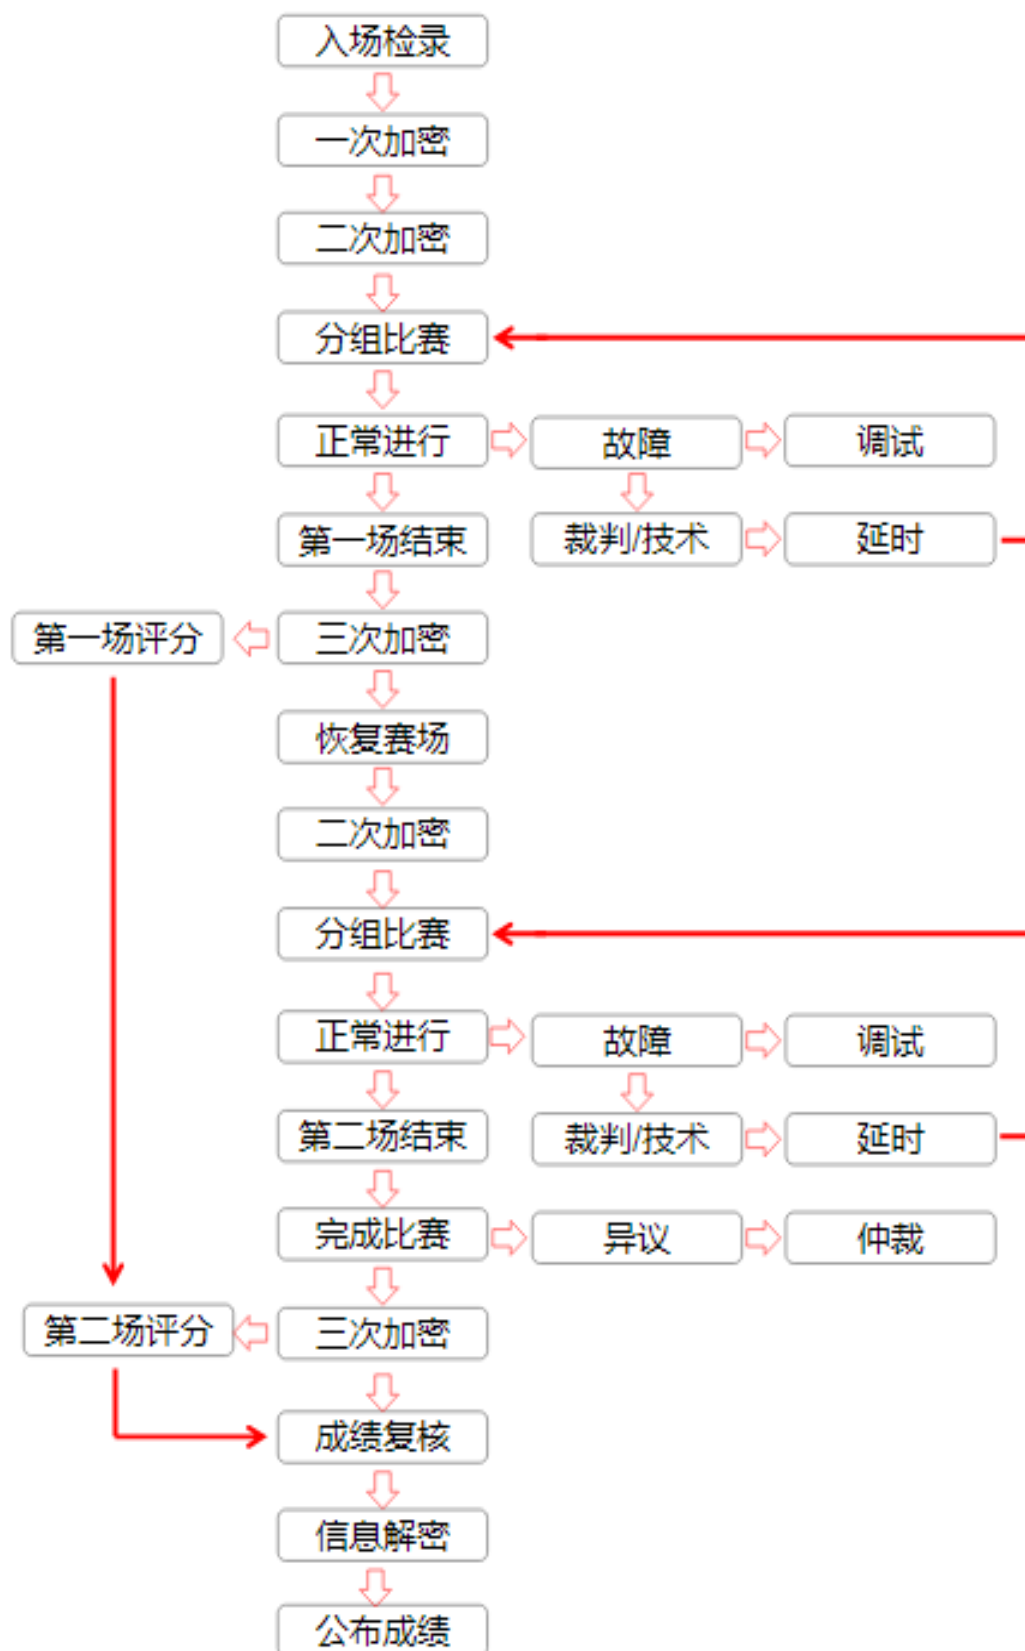 入场检录
一次加密
二次加密
分组比赛
正常进行 故障 调试
第一场结束 裁判/技术 延时
第一场评分 三次加密
恢复赛场
二次加密
分组比赛
正常进行 故障 调试
第二场结束 裁判/技术 延时
完成比赛 异议 仲裁
第二场评分 三次加密
成绩复核
信息解密
公布成绩